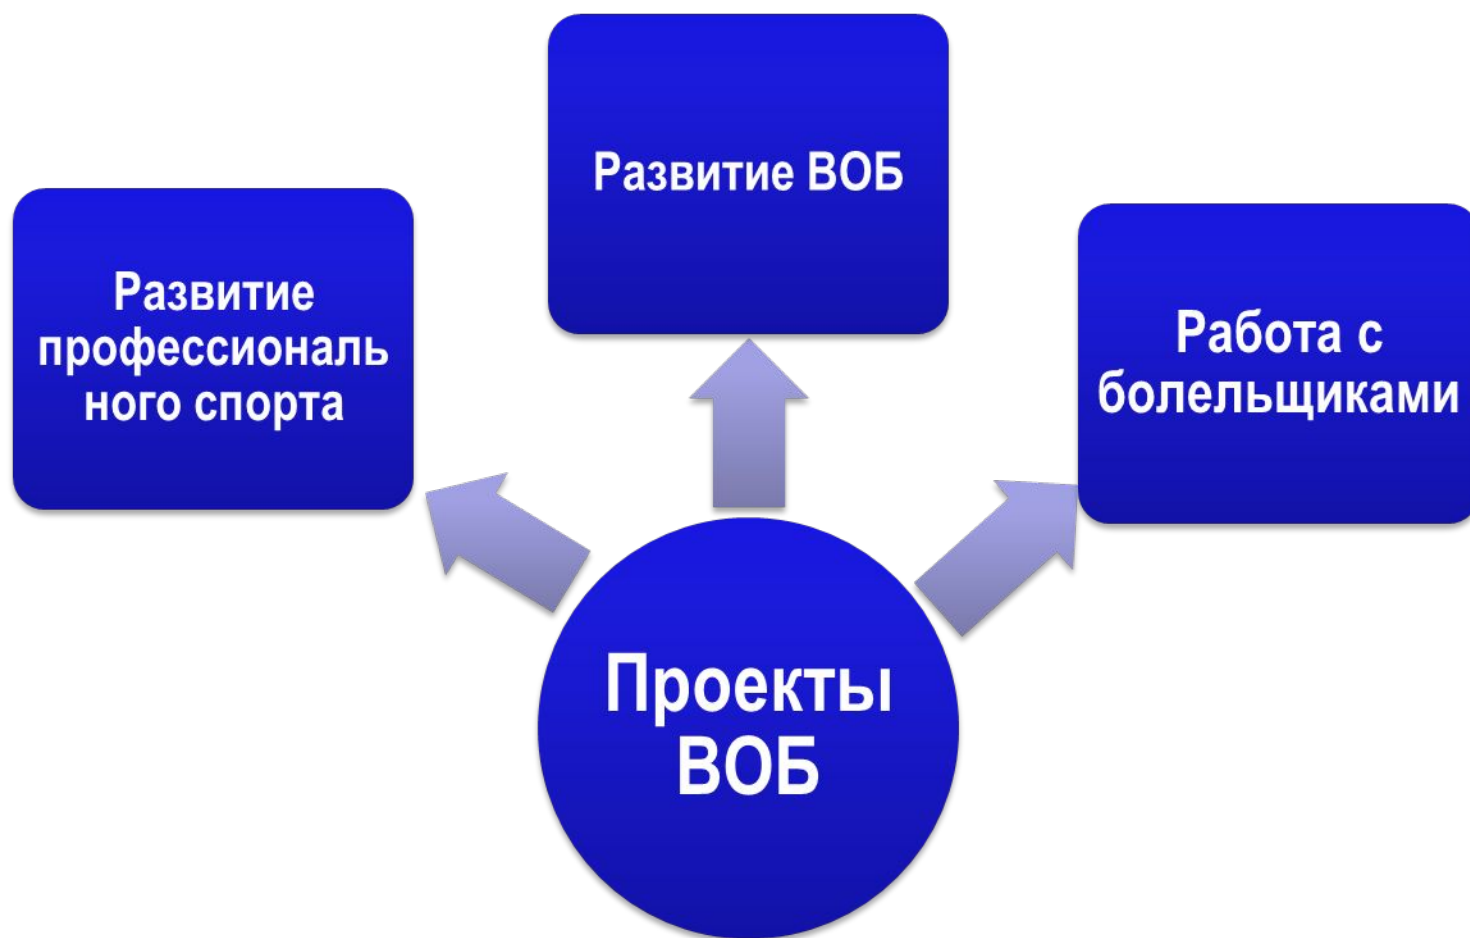 Развитие ВОБ
Развитие
профессиональ
ного спорта
Работа с
болельщиками
Проекты
ВОБ